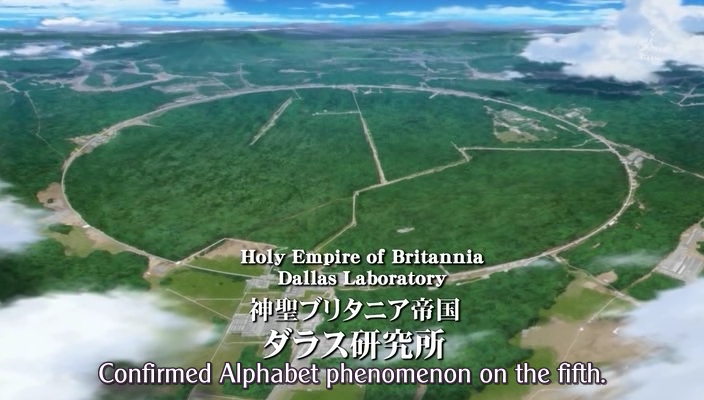 Holy Empire of Britannia
Dallas Laboratory
神聖ブリタニア帝国
ダラス研究所
Confirmed Alphabet phenomenon on the fifth.